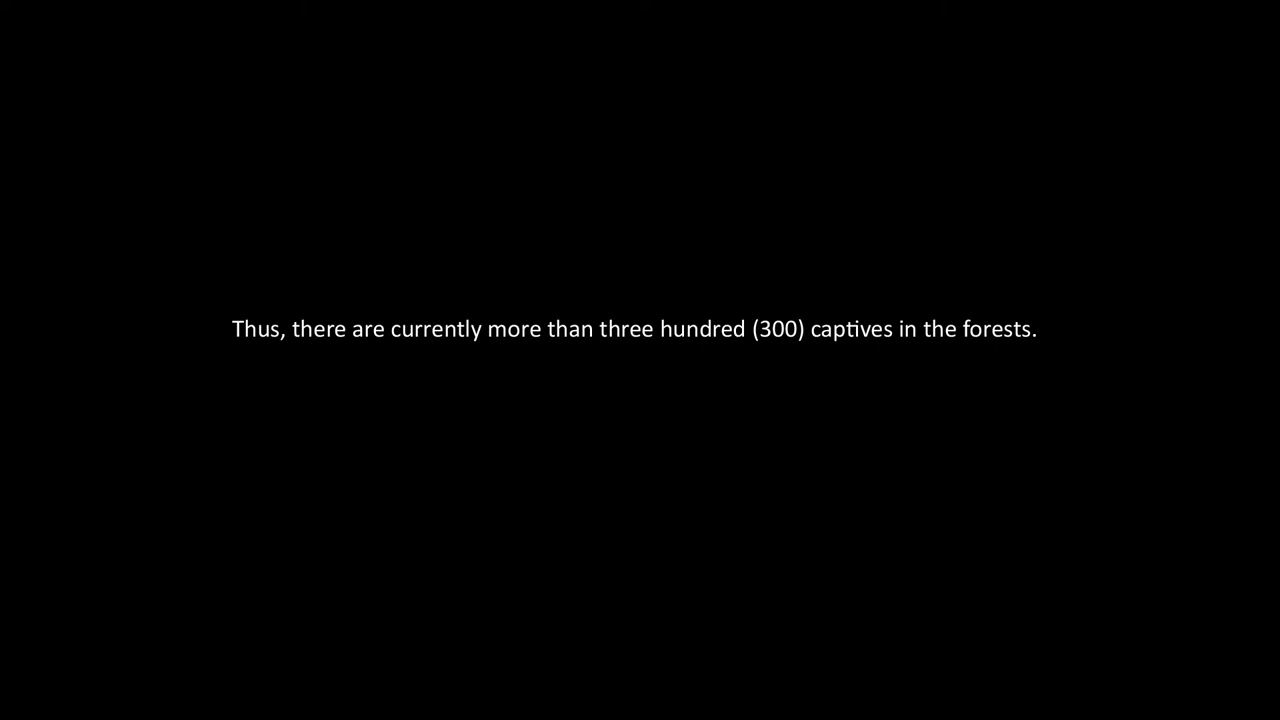 Thus, there are currently more than three hundred (300) captives in the forests.